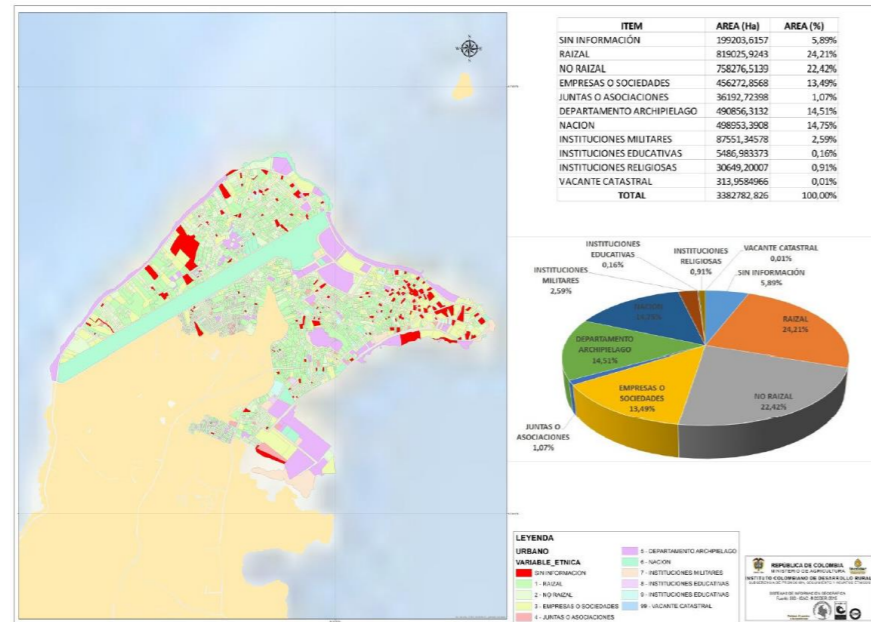 ITEM AREA (Ha) AREA (%)
SIN INFORMACIÓN 199203,6157 5,89%
RAIZAL 819025,9243 24,21%
NO RAIZAL 758276,5139 22,42%
EMPRESAS O SOCIEDADES 456272,8568 13,49%
JUNTAS O ASOCIACIONES 36192,72398 1,07%
DEPARTAMENTO ARCHIPIELAGO 490856,3132 14,51%
NACION 498953,3908 14,75%
INSTITUCIONES MILITARES 87551,34578 2,59%
INSTITUCIONES EDUCATIVAS 5486,983373 0,16%
INSTITUCIONES RELIGIOSAS 30649,20007 0,91%
VACANTE CATASTRAL 313,9584966 0,01%
TOTAL 3382782,826 100,00%
INSTITUCIONES
EDUCATIVAS
0,16%
INSTITUCIONES
RELIGIOSAS
0,91%
VACANTE CATASTRAL
0,01%
SIN INFORMACIÓN
5,89%
INSTITUCIONES
MILITARES
2,59%
NACION
14,75%
RAIZAL
24,21%
DEPARTAMENTO
ARCHIPIELAGO
14,51%
EMPRESAS O
SOCIEDADES
13,49%
NO RAIZAL
22,42%
JUNTAS O
ASOCIACIONES
1,07%
LEYENDA
URBANO
VARIABLE_ETNICA
SIN INFORMACION
1 - RAIZAL
2 - NO RAIZAL
3 - EMPRESAS O SOCIEDADES
4 - JUNTAS O ASOCIACIONES
5 - DEPARTAMENTO ARCHIPIELAGO
6 - NACION
7 - INSTITUCIONES MILITARES
8 - INSTITUCIONES EDUCATIVAS
9 - INSTITUCIONES EDUCATIVAS
99 - VACANTE CATASTRAL
REPÚBLICA DE COLOMBIA
MINISTERIO DE AGRICULTURA
INSTITUTO COLOMBIANO DE DESARROLLO RURAL